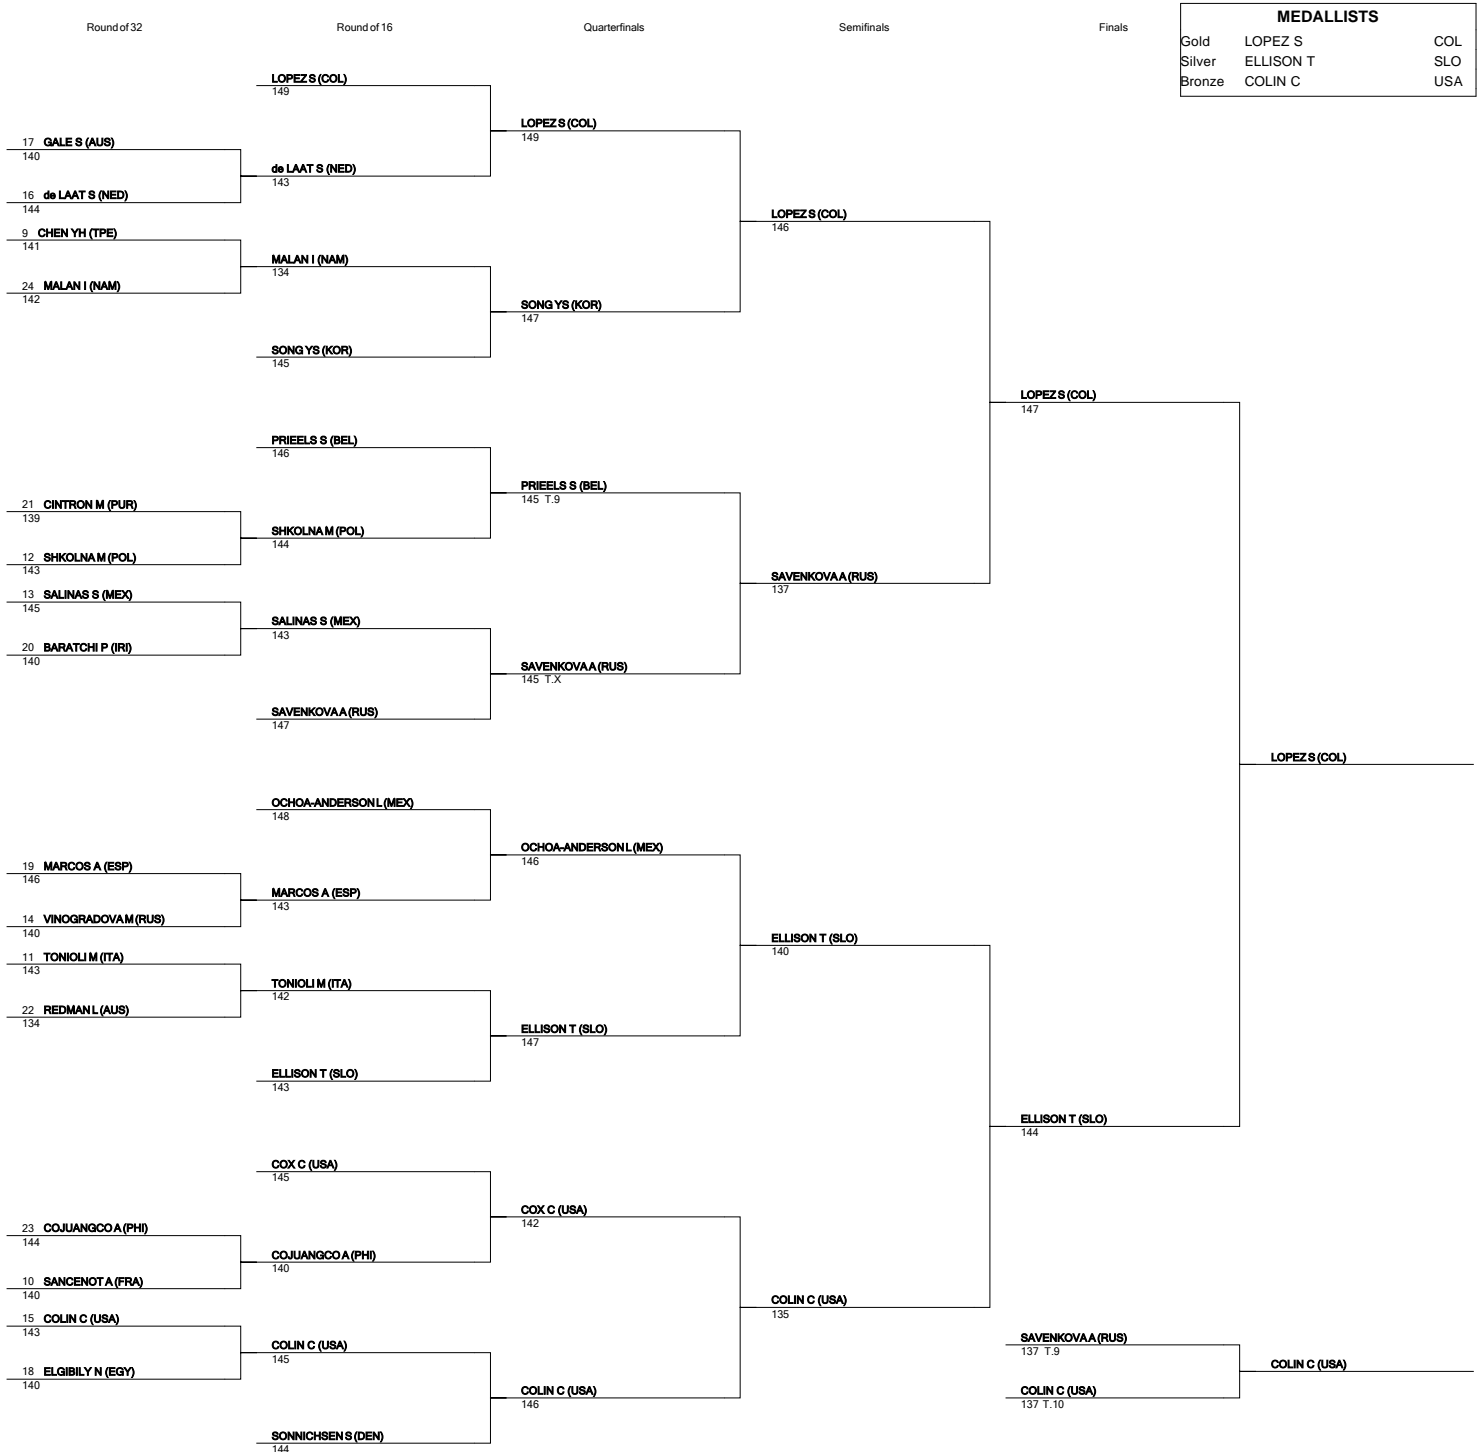 Round of 32
Round of 16
Quarterfinals
Semifinals
Finals
MEDALLISTS
Gold LOPEZ S COL
Silver ELLISON T SLO
Bronze COLIN C USA
LOPEZ S (COL)
149
LOPEZ S (COL)
149
17 GALE S (AUS)
140
de LAAT S (NED)
143
16 de LAAT S (NED)
144
LOPEZ S (COL)
146
9 CHEN YH (TPE)
141
MALAN I (NAM)
134
24 MALAN I (NAM)
142
SONG YS (KOR)
147
SONG YS (KOR)
145
LOPEZ S (COL)
147
PRIEELS S (BEL)
146
PRIEELS S (BEL)
145 T.9
21 CINTRON M (PUR)
139
SHKOLNA M (POL)
144
12 SHKOLNA M (POL)
143
SAVENKOVA A (RUS)
137
13 SALINAS S (MEX)
145
SALINAS S (MEX)
143
20 BARATCHI P (IRI)
140
SAVENKOVA A (RUS)
145 T.X
SAVENKOVA A (RUS)
147
LOPEZ S (COL)
OCHOA-ANDERSON L (MEX)
148
OCHOA-ANDERSON L (MEX)
146
19 MARCOS A (ESP)
146
MARCOS A (ESP)
143
14 VINOGRADOVA M (RUS)
140
ELLISON T (SLO)
140
11 TONIOLI M (ITA)
143
TONIOLI M (ITA)
142
22 REDMAN L (AUS)
134
ELLISON T (SLO)
147
ELLISON T (SLO)
143
ELLISON T (SLO)
144
COX C (USA)
145
COX C (USA)
142
23 COJUANGCO A (PHI)
144
COJUANGCO A (PHI)
140
10 SANCENOT A (FRA)
140
COLIN C (USA)
135
15 COLIN C (USA)
143
COLIN C (USA)
145
18 ELGIBILY N (EGY)
140
SAVENKOVA A (RUS)
137 T.9
COLIN C (USA)
COLIN C (USA)
146
COLIN C (USA)
137 T.10
SONNICHSEN S (DEN)
144